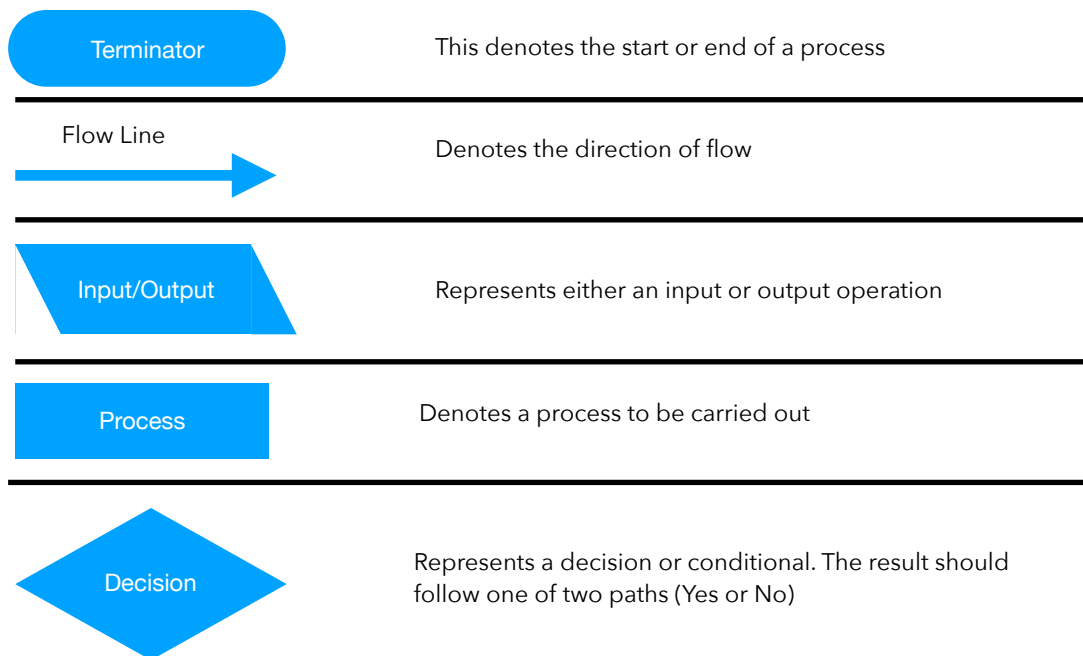 Terminator
This denotes the start or end of a process
Flow Line
Denotes the direction of flow
Input/Output
Represents either an input or output operation
Process
Denotes a process to be carried out
Decision
Represents a decision or conditional. The result should
follow one of two paths (Yes or No)